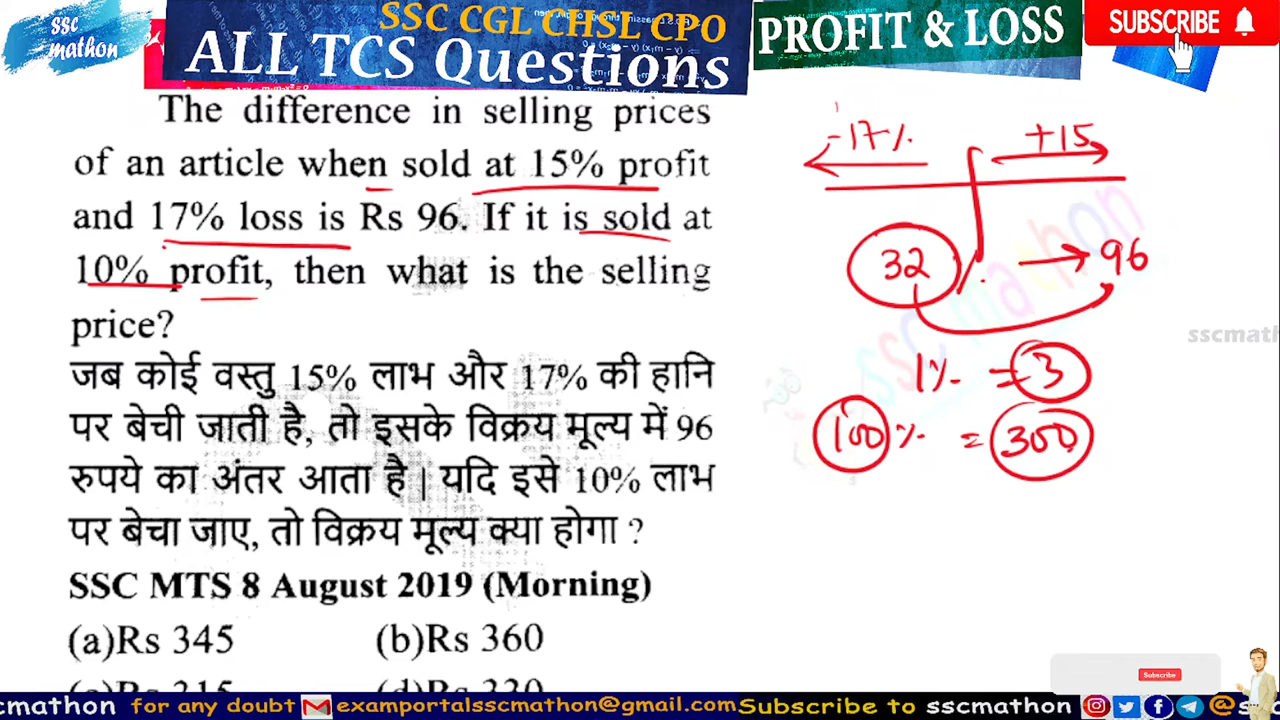 SSC mathon
SSC CGL CHSL CPO
ALL TCS Questions
PROFIT & LOSS
SUBSCRIBE
The difference in selling prices
of an article when sold at 15% profit
and 17% loss is Rs 96. If it is sold at
10% profit, then what is the selling
price?
जब कोई वस्तु 15% लाभ और 17% की हानि
पर बेची जाती है, तो इसके विक्रय मूल्य में 96
रुपये का अंतर आता है | यदि इसे 10% लाभ
पर बेचा जाए, तो विक्रय मूल्य क्या होगा ?
SSC MTS 8 August 2019 (Morning)
(a)Rs 345 (b)Rs 360
-17% +15
32 → 96
1% = 3
100% = 300
ssc mathon
sscmath
Subscribe
cmathon for any doubt examportalsscmathon@gmail.com Subscribe to sscmathon